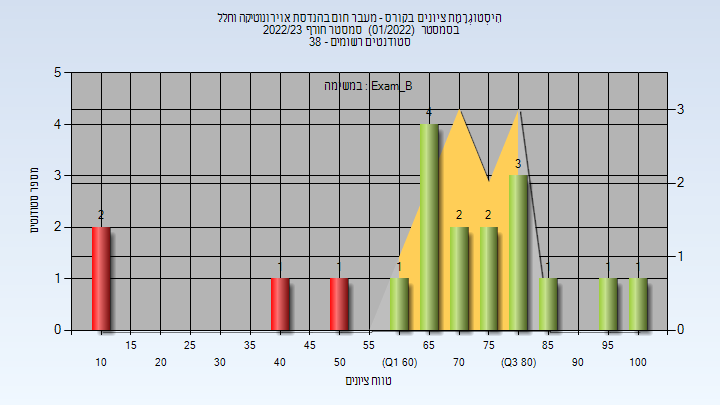 היסטוגרמת ציונים בקורס - מעבר חום בהנדסת אוירונוטיקה וחלל
בסמסטר (01/2022) סמסטר חורף 2022/23
סטודנטים רשומים - 38
במשימה : Exam_B
מספר סטודנטים
5
4
3
2
1
0
3
2
1
0
2
1
1
1
4
2
2
3
1
1
1
15 25 35 45 55 65 75 85 95
10 20 30 40 50 (Q1 60) 70 (Q3 80) 90 100
טווח ציונים